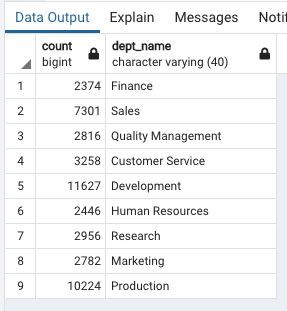 Data Output Explain Messages Notif
count dept_name
bigint character varying (40)
1 2374 Finance
2 7301 Sales
3 2816 Quality Management
4 3258 Customer Service
5 11627 Development
6 2446 Human Resources
7 2956 Research
8 2782 Marketing
9 10224 Production